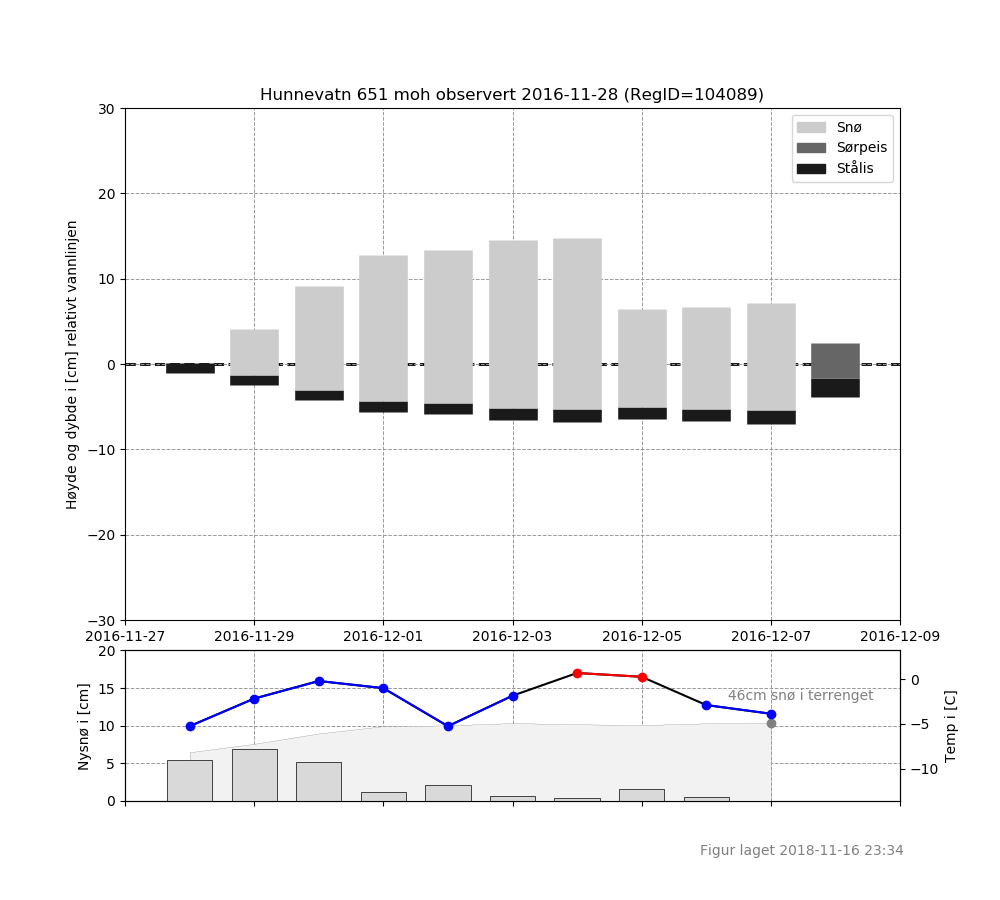 Hunnevatn 651 moh observert 2016-11-28 (RegID=104089)
Høyde og dybde i [cm] relativt vannlinjen
30
20
10
0
−10
−20
−30
Snø
Sørpeis
Stålis
2016-11-27 2016-11-29 2016-12-01 2016-12-03 2016-12-05 2016-12-07 2016-12-09
Nysnø i [cm]
20
15
10
5
0
46cm snø i terrenget
0
−5
−10
Temp i [C]
Figur laget 2018-11-16 23:34